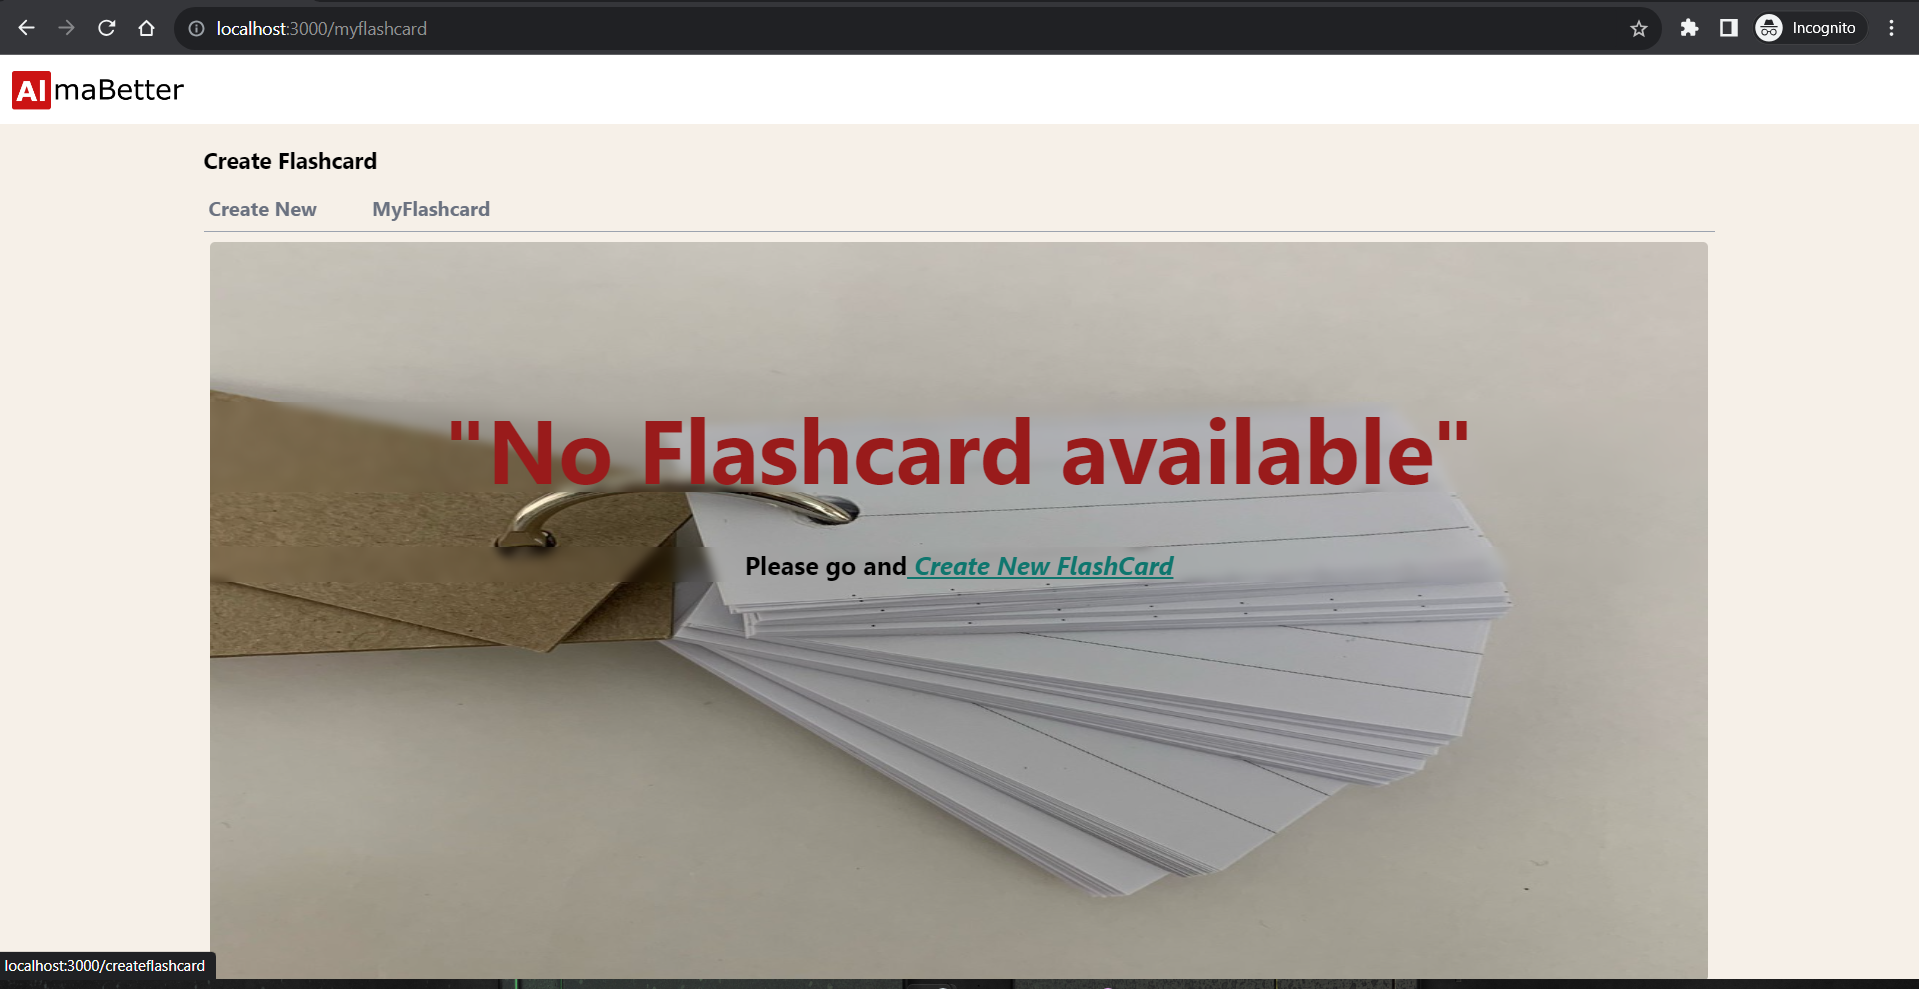 localhost:3000/myflashcard
Incognito
AlmaBetter
Create Flashcard
Create New MyFlashcard
"No Flashcard available"
Please go and Create New FlashCard
localhost:3000/createflashcard